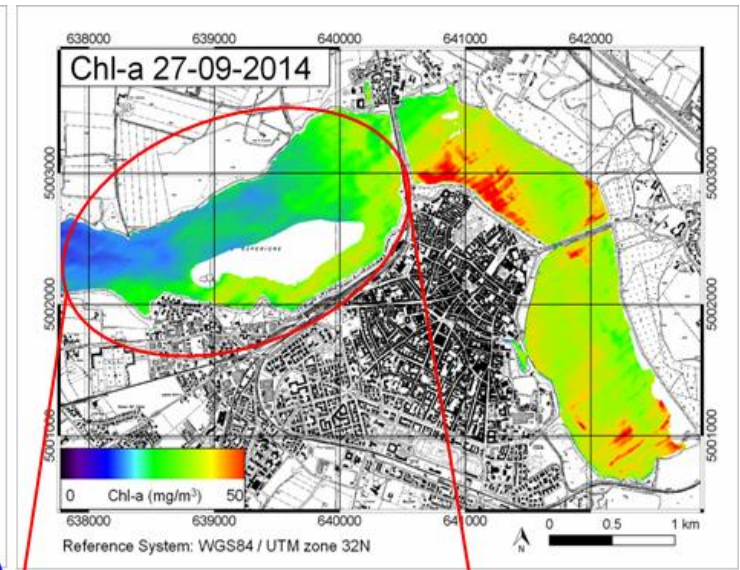 638000 639000 640000 641000 642000
Chl-a 27-09-2014
5003000 5003000
SUPERIORE
5002000 5002000
5001000 5001000
0 Chl-a (mg/m³) 50
638000 639000 640000 641000
0 0.5 1 km
Reference System: WGS84 / UTM zone 32N
N